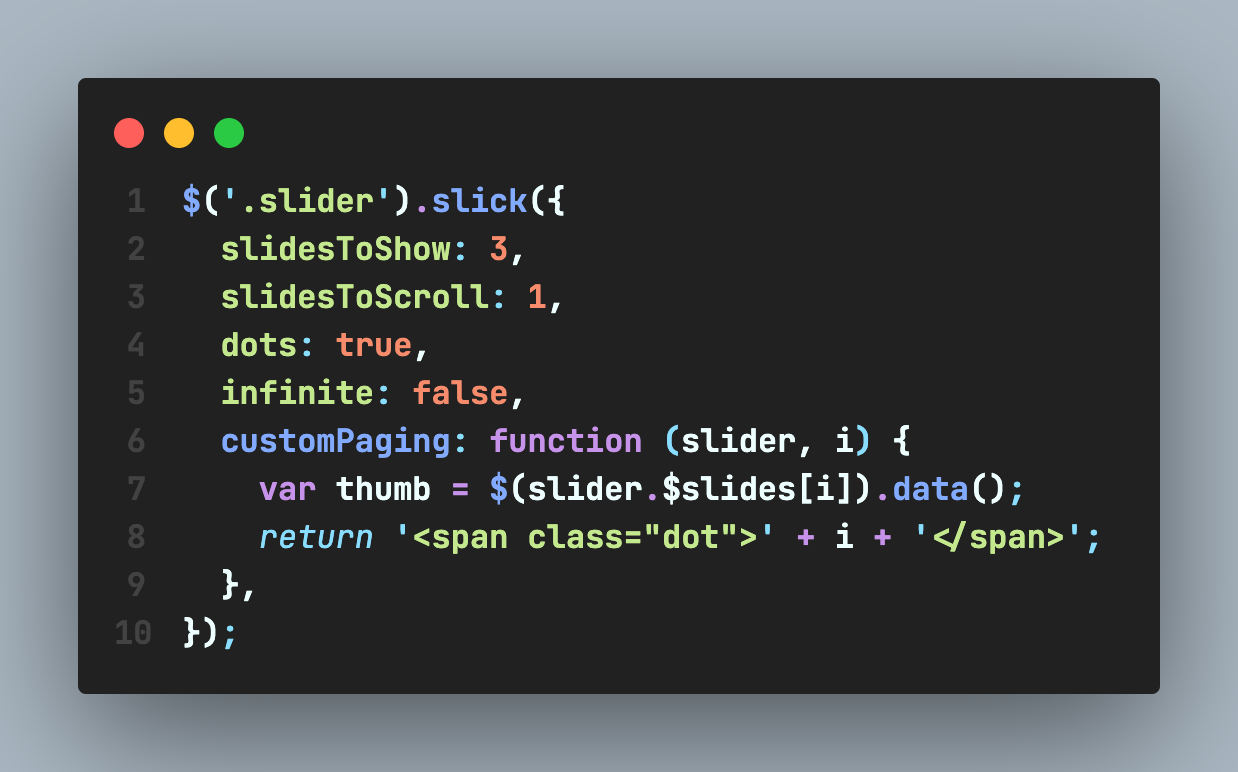 1 $('.slider').slick({
2   slidesToShow: 3,
3   slidesToScroll: 1,
4   dots: true,
5   infinite: false,
6   customPaging: function (slider, i) {
7     var thumb = $(slider.$slides[i]).data();
8     return '<span class="dot">' + i + '</span>';
9   },
10 });